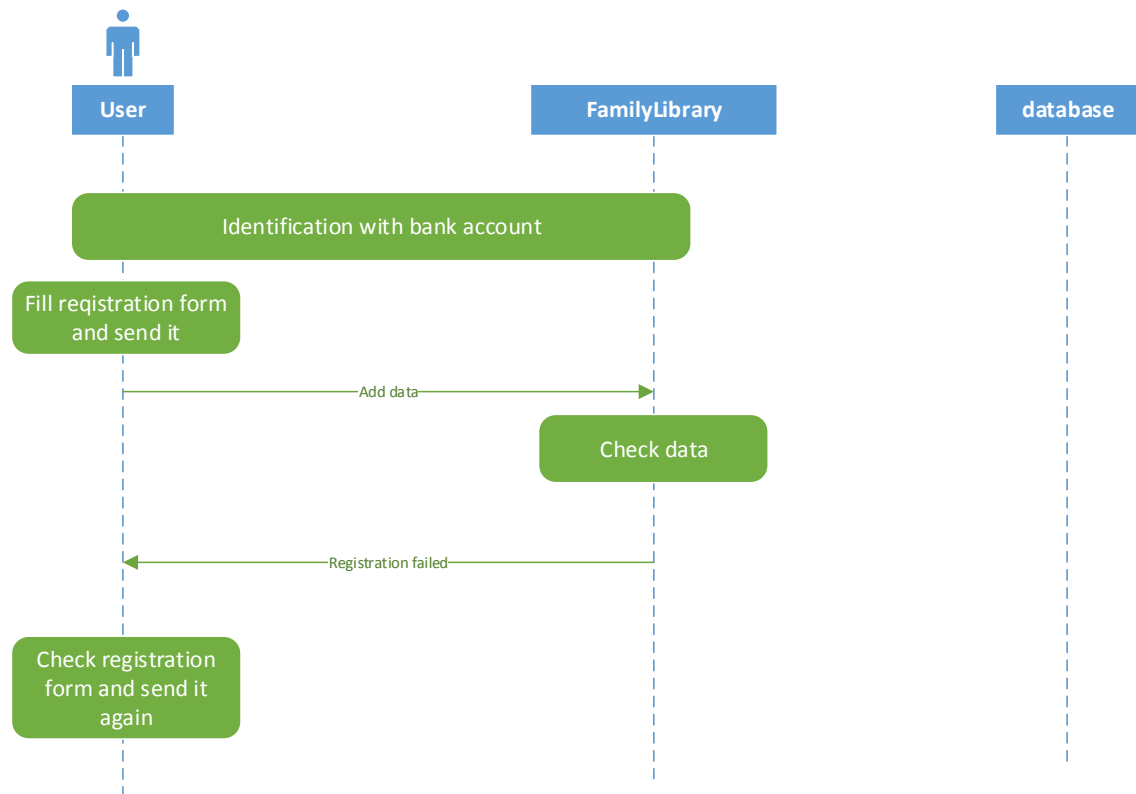 User
FamilyLibrary
database
Identification with bank account
Fill reqistration form
and send it
Add data
Check data
Registration failed
Check registration
form and send it
again